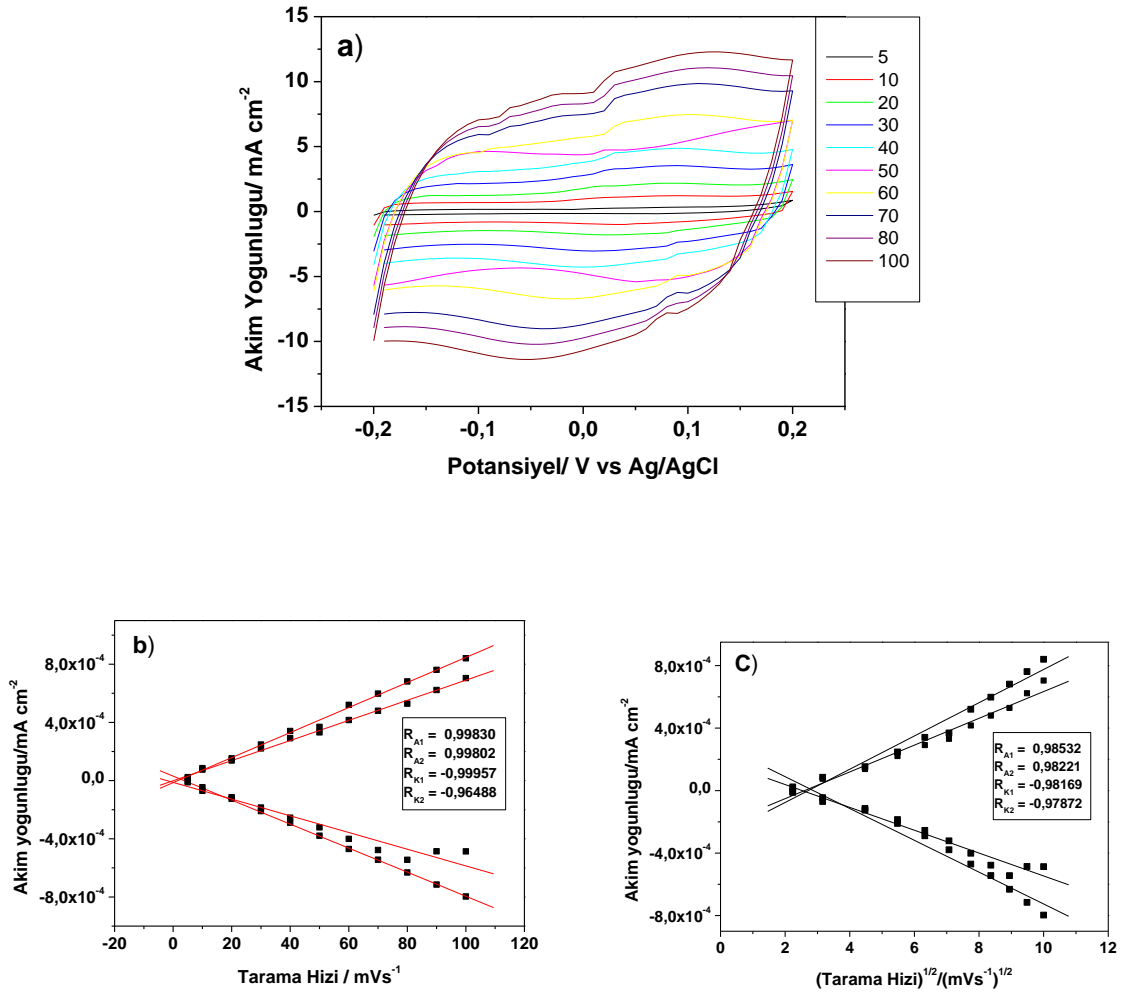 a)
15
10
5
0
-5
-10
-15
Akim Yogunlugu/ mA cm-2
-0,2 -0,1 0,0 0,1 0,2
Potansiyel/ V vs Ag/AgCl
5
10
20
30
40
50
60
70
80
100
b)
8,0x10-4
4,0x10-4
0,0
-4,0x10-4
-8,0x10-4
Akim yogunlugu/mA cm-2
RA1 = 0,99830
RA2 = 0,99802
RK1 = -0,99957
RK2 = -0,96488
-20 0 20 40 60 80 100 120
Tarama Hizi / mVs-1
C)
8,0x10-4
4,0x10-4
0,0
-4,0x10-4
-8,0x10-4
Akim yogunlugu/mA cm-2
RA1 = 0,98532
RA2 = 0,98221
RK1 = -0,98169
RK2 = -0,97872
0 2 4 6 8 10 12
(Tarama Hizi)1/2/(mVs-1)1/2